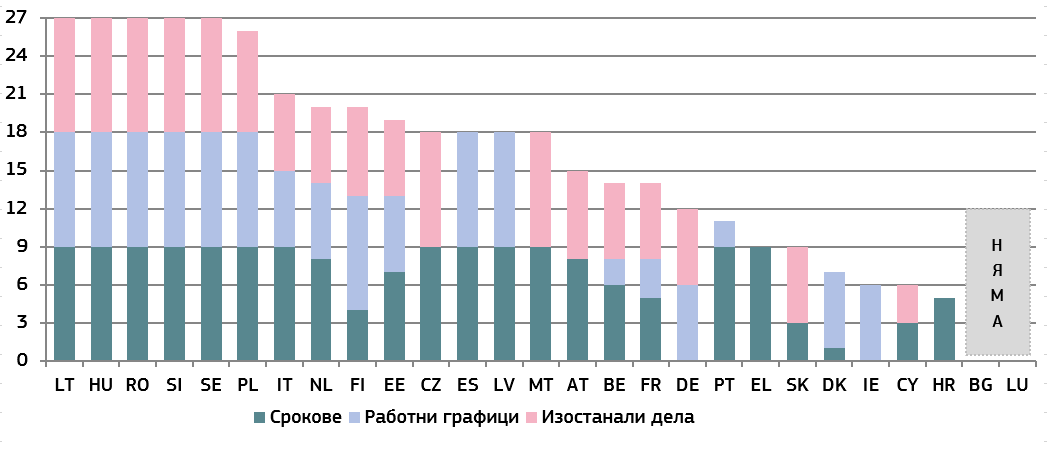 27
24
21
18
15
12
9
6
3
0
Н
Я
М
А
LT HU RO SI SE PL IT NL FI EE CZ ES LV MT AT BE FR DE PT EL SK DK IE CY HR BG LU
Срокове Работни графици Изостанали дела